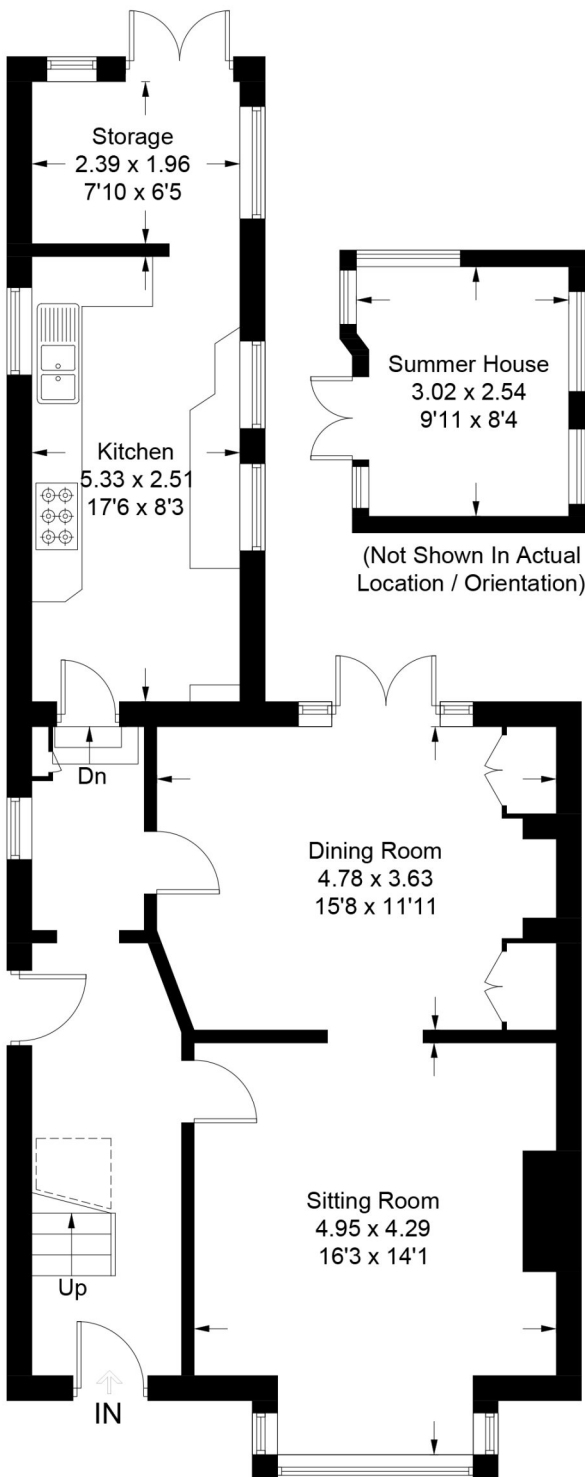 Storage
2.39 x 1.96
7'10 x 6'5
Summer House
3.02 x 2.54
9'11 x 8'4
(Not Shown In Actual
Location / Orientation)
Kitchen
5.33 x 2.51
17'6 x 8'3
Dn
Dining Room
4.78 x 3.63
15'8 x 11'11
Sitting Room
4.95 x 4.29
16'3 x 14'1
Up
IN